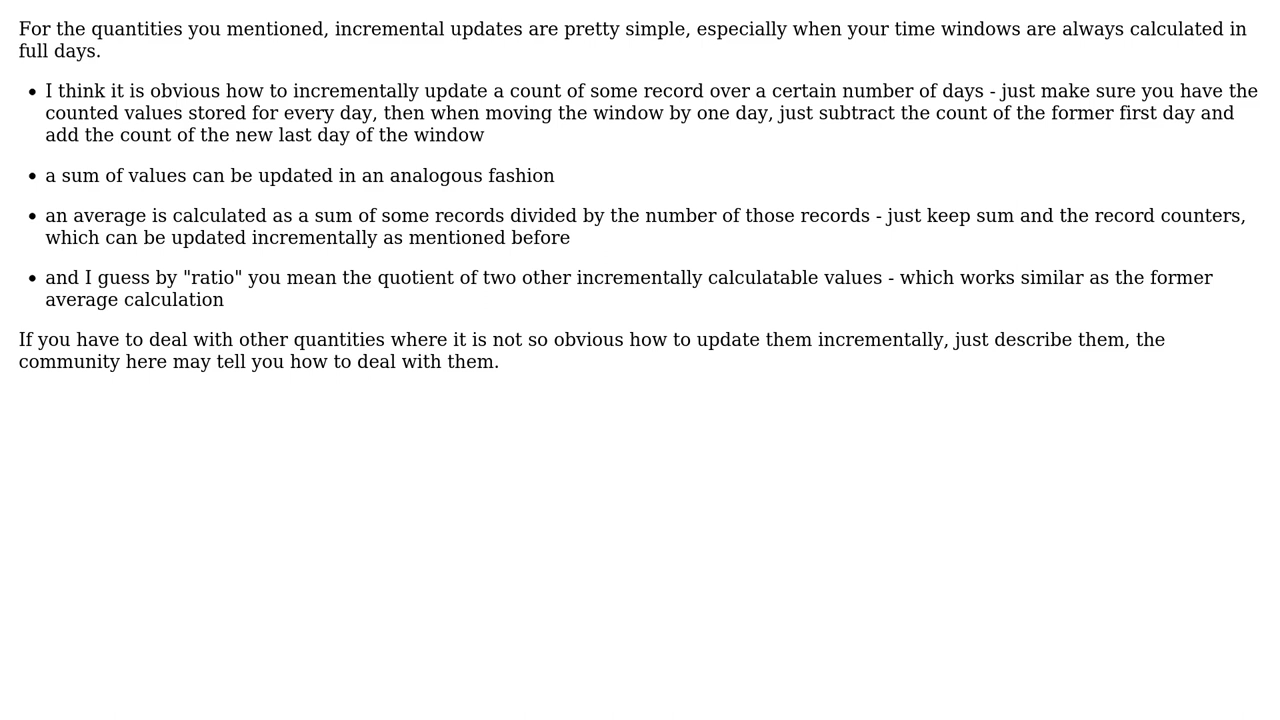 For the quantities you mentioned, incremental updates are pretty simple, especially when your time windows are always calculated in
full days.
• I think it is obvious how to incrementally update a count of some record over a certain number of days - just make sure you have the
counted values stored for every day, then when moving the window by one day, just subtract the count of the former first day and
add the count of the new last day of the window
• a sum of values can be updated in an analogous fashion
• an average is calculated as a sum of some records divided by the number of those records - just keep sum and the record counters,
which can be updated incrementally as mentioned before
• and I guess by "ratio" you mean the quotient of two other incrementally calculatable values - which works similar as the former
average calculation
If you have to deal with other quantities where it is not so obvious how to update them incrementally, just describe them, the
community here may tell you how to deal with them.